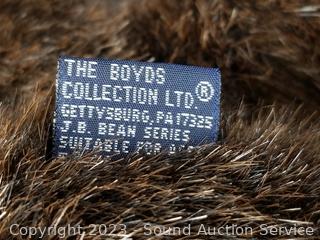 THE BOYDS
COLLECTION LTD®
GETTYSBURG, PA 17325
J.B. BEAN SERIES
SUITABLE FOR
Copyright 2023 - Sound Auction Service